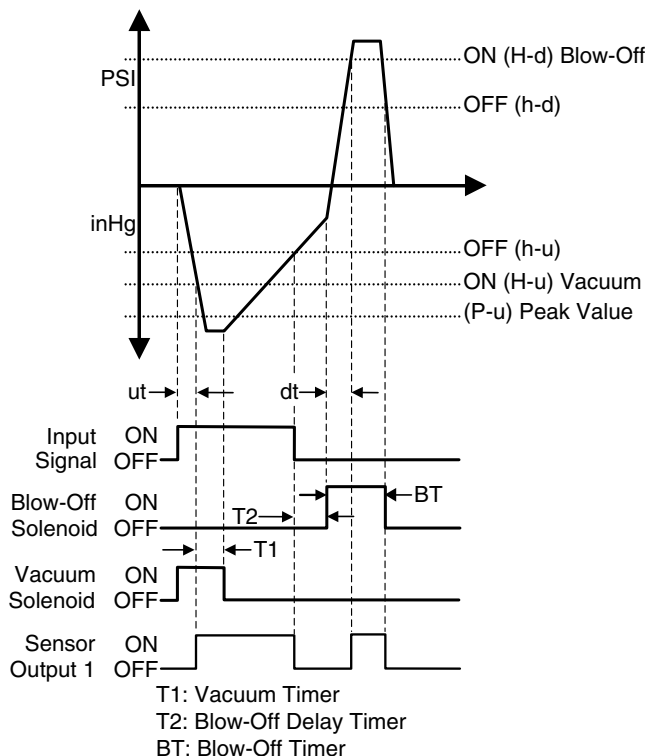 PSI
ON (H-d) Blow-Off
OFF (h-d)
inHg
OFF (h-u)
ON (H-u) Vacuum
(P-u) Peak Value
ut
dt
Input Signal
ON
OFF
Blow-Off Solenoid
ON
OFF
T2
BT
T1
Vacuum Solenoid
ON
OFF
Sensor Output 1
ON
OFF
T1: Vacuum Timer
T2: Blow-Off Delay Timer
BT: Blow-Off Timer